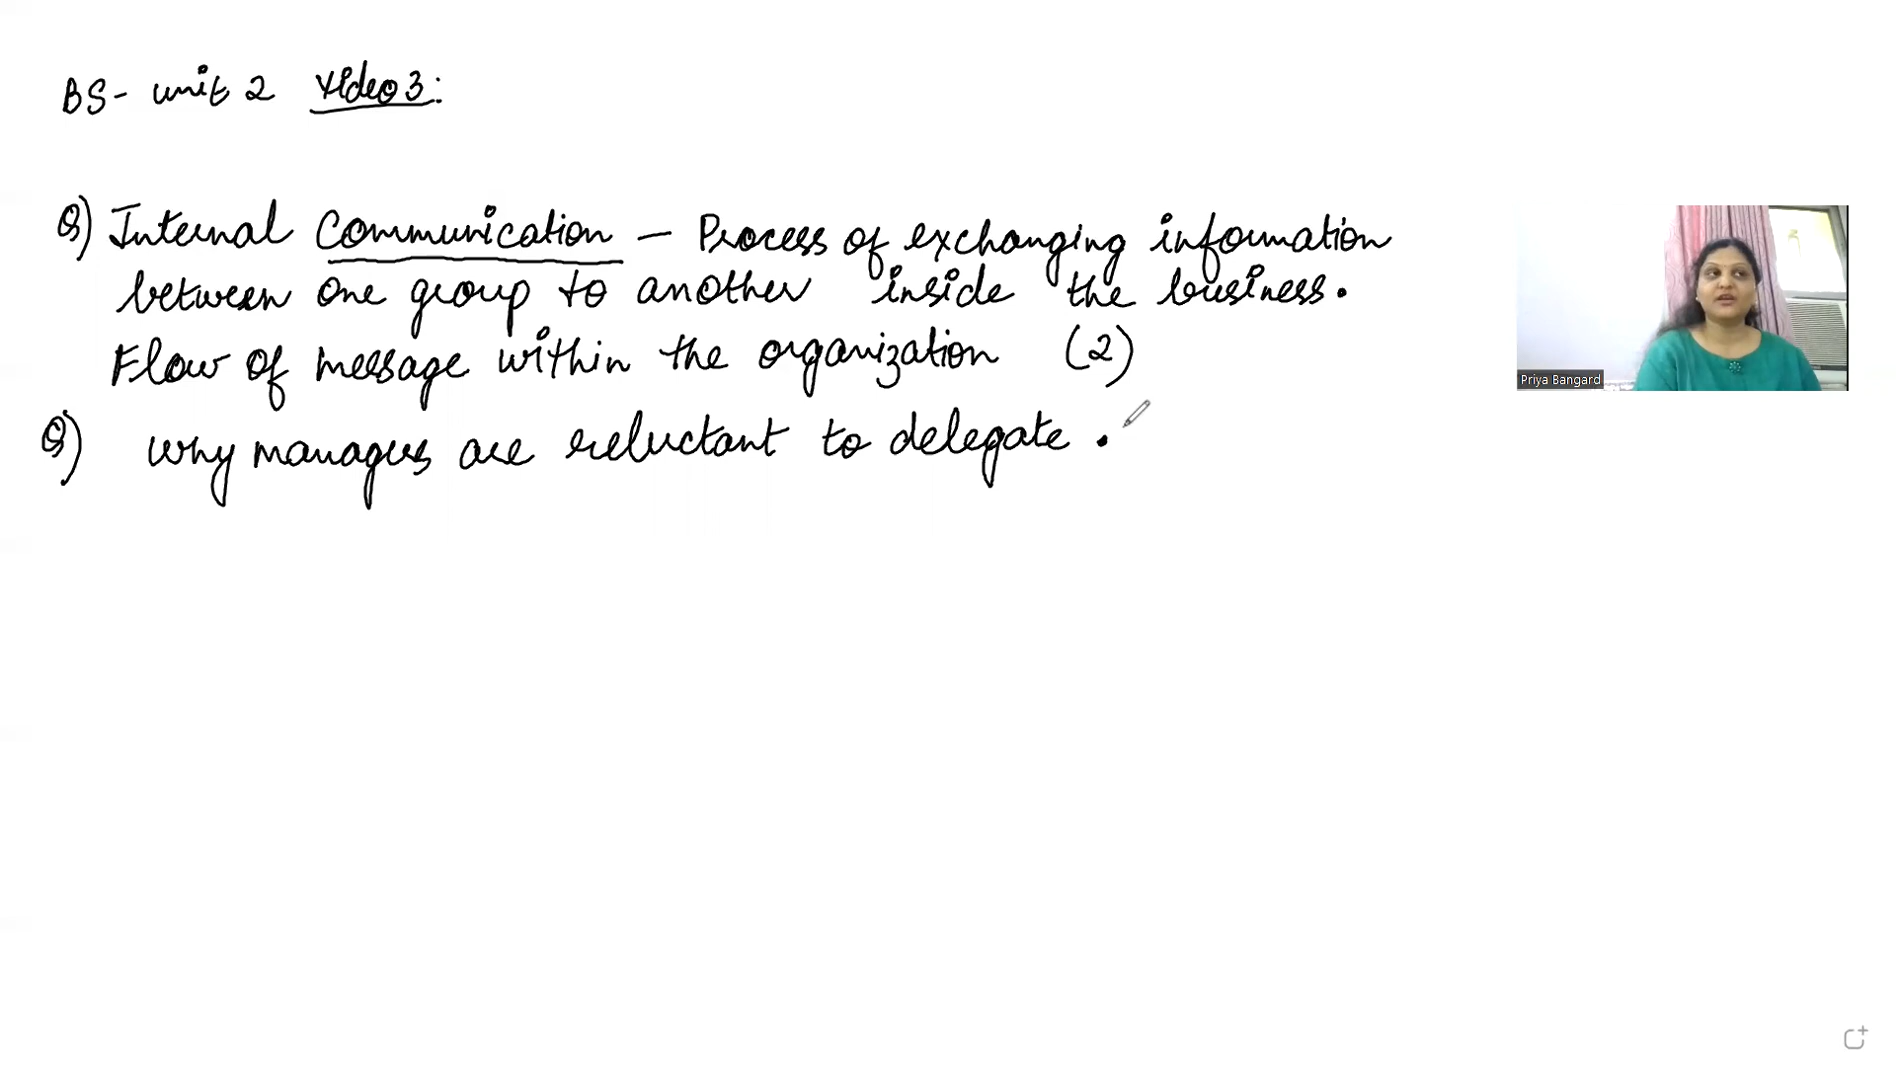 BS- unit 2 Video 3:
Q) Internal Communication - Process of exchanging information
between one group to another inside the business.
Flow of message within the organization (2)
Q) why managers are reluctant to delegate.
Priya Bangard